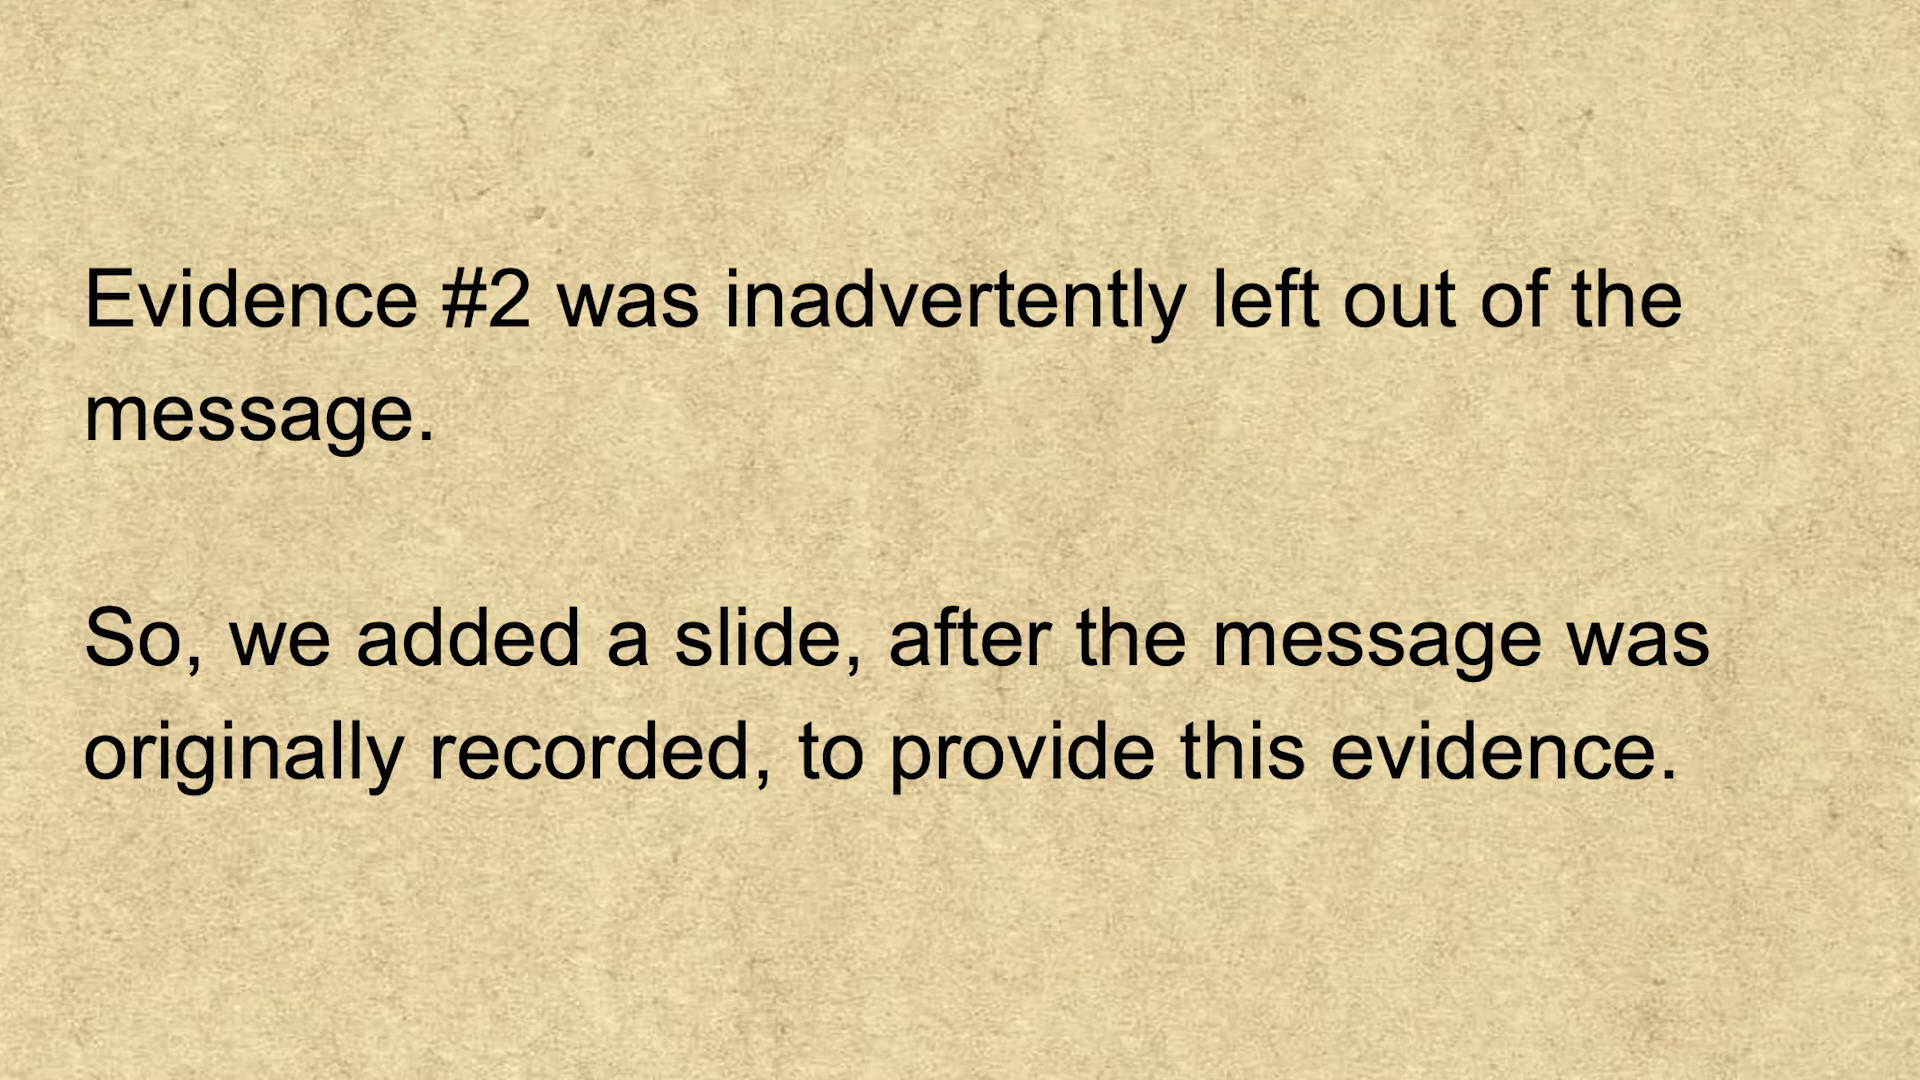 Evidence #2 was inadvertently left out of the
message.
So, we added a slide, after the message was
originally recorded, to provide this evidence.